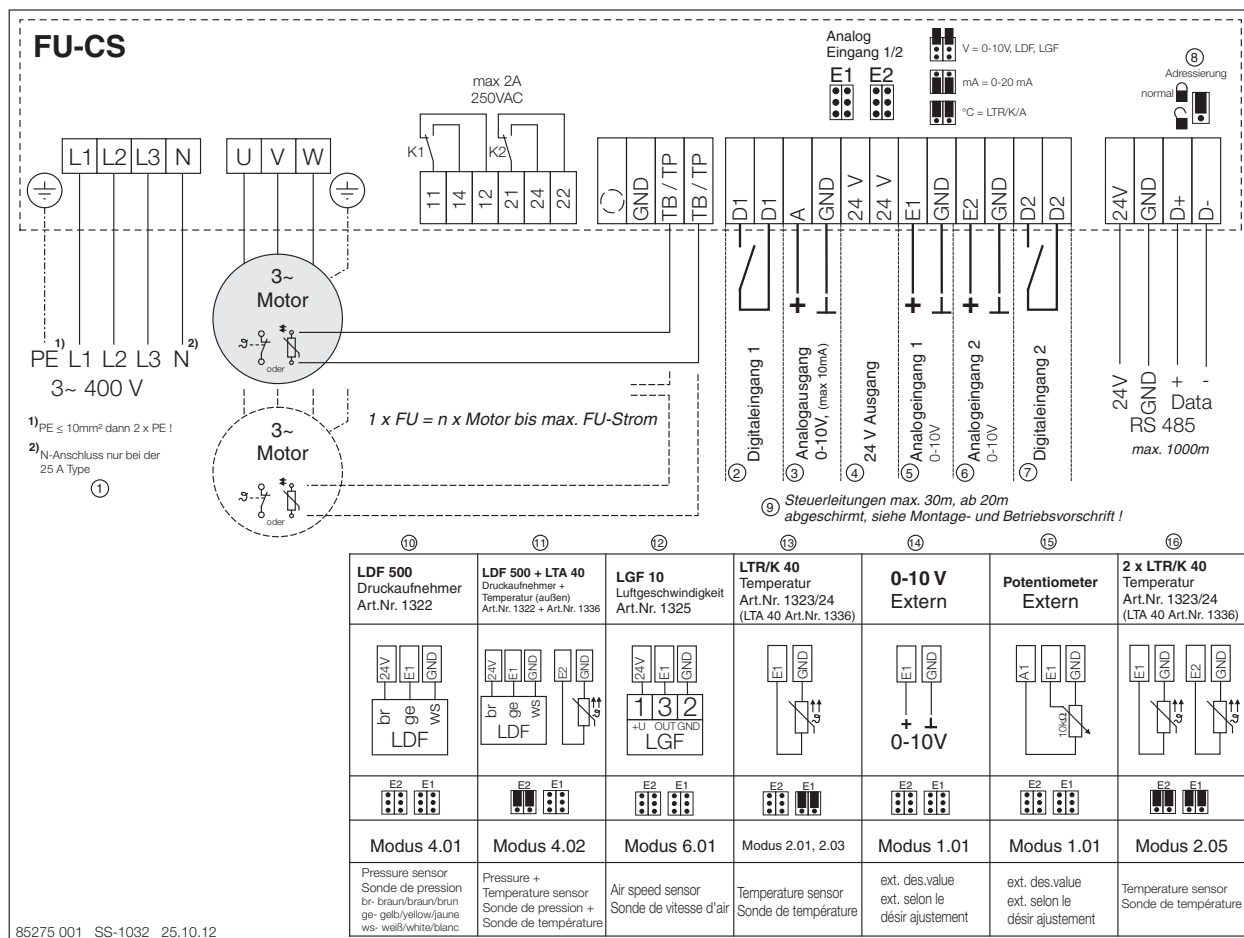 FU-CS
Analog
Eingang 1/2
E1 E2
V = 0-10V, LDF, LGF
mA = 0-20 mA
°C = LTR/K/A
8
Adressierung
normal
max 2A
250VAC
K1 K2
L1 L2 L3 N
U V W
11 14 12 21 24 22
GND TB / TP TB / TP
D1 D1 A GND 24 V 24 V E1 GND E2 GND D2 D2
24V GND D+ D-
3~
Motor
oder
PE 1) L1 L2 L3 N 2)
3~ 400 V
1) PE ≤ 10mm² dann 2 x PE !
2) N-Anschluss nur bei der
25 A Type
1
1 x FU = n x Motor bis max. FU-Strom
3~
Motor
oder
+ ⊥ + ⊥ + ⊥
2 Digitaleingang 1
3 Analogausgang
0-10V, (max 10mA)
4 24 V Ausgang
5 Analogeingang 1
0-10V
6 Analogeingang 2
0-10V
7 Digitaleingang 2
24V GND + -
Data
RS 485
max. 1000m
9 Steuerleitungen max. 30m, ab 20m
abgeschirmt, siehe Montage- und Betriebsvorschrift !
10 11 12 13 14 15 16
LDF 500
Druckaufnehmer
Art.Nr. 1322
LDF 500 + LTA 40
Druckaufnehmer +
Temperatur (außen)
Art.Nr. 1322 + Art.Nr. 1336
LGF 10
Luftgeschwindigkeit
Art.Nr. 1325
LTR/K 40
Temperatur
Art.Nr. 1323/24
(LTA 40 Art.Nr. 1336)
0-10 V
Extern
Potentiometer
Extern
2 x LTR/K 40
Temperatur
Art.Nr. 1323/24
(LTA 40 Art.Nr. 1336)
24V E1 GND
br ge ws
LDF
24V E1 GND E2 GND
br ge ws
LDF
24V E1 GND
1 3 2
+U OUT GND
LGF
E1 GND
E1 GND
+ ⊥
0-10V
A1 E1 GND
10kΩ
E1 GND E2 GND
E2 E1
E2 E1
E2 E1
E2 E1
E2 E1
E2 E1
E2 E1
Modus 4.01
Modus 4.02
Modus 6.01
Modus 2.01, 2.03
Modus 1.01
Modus 1.01
Modus 2.05
Pressure sensor
Sonde de pression
br- braun/braun/brun
ge- gelb/yellow/jaune
ws- weiß/white/blanc
Pressure +
Temperature sensor
Sonde de pression +
Sonde de température
Air speed sensor
Sonde de vitesse d'air
Temperature sensor
Sonde de température
ext. des.value
ext. selon le
désir ajustement
ext. des.value
ext. selon le
désir ajustement
Temperature sensor
Sonde de température
85275 001 SS-1032 25.10.12